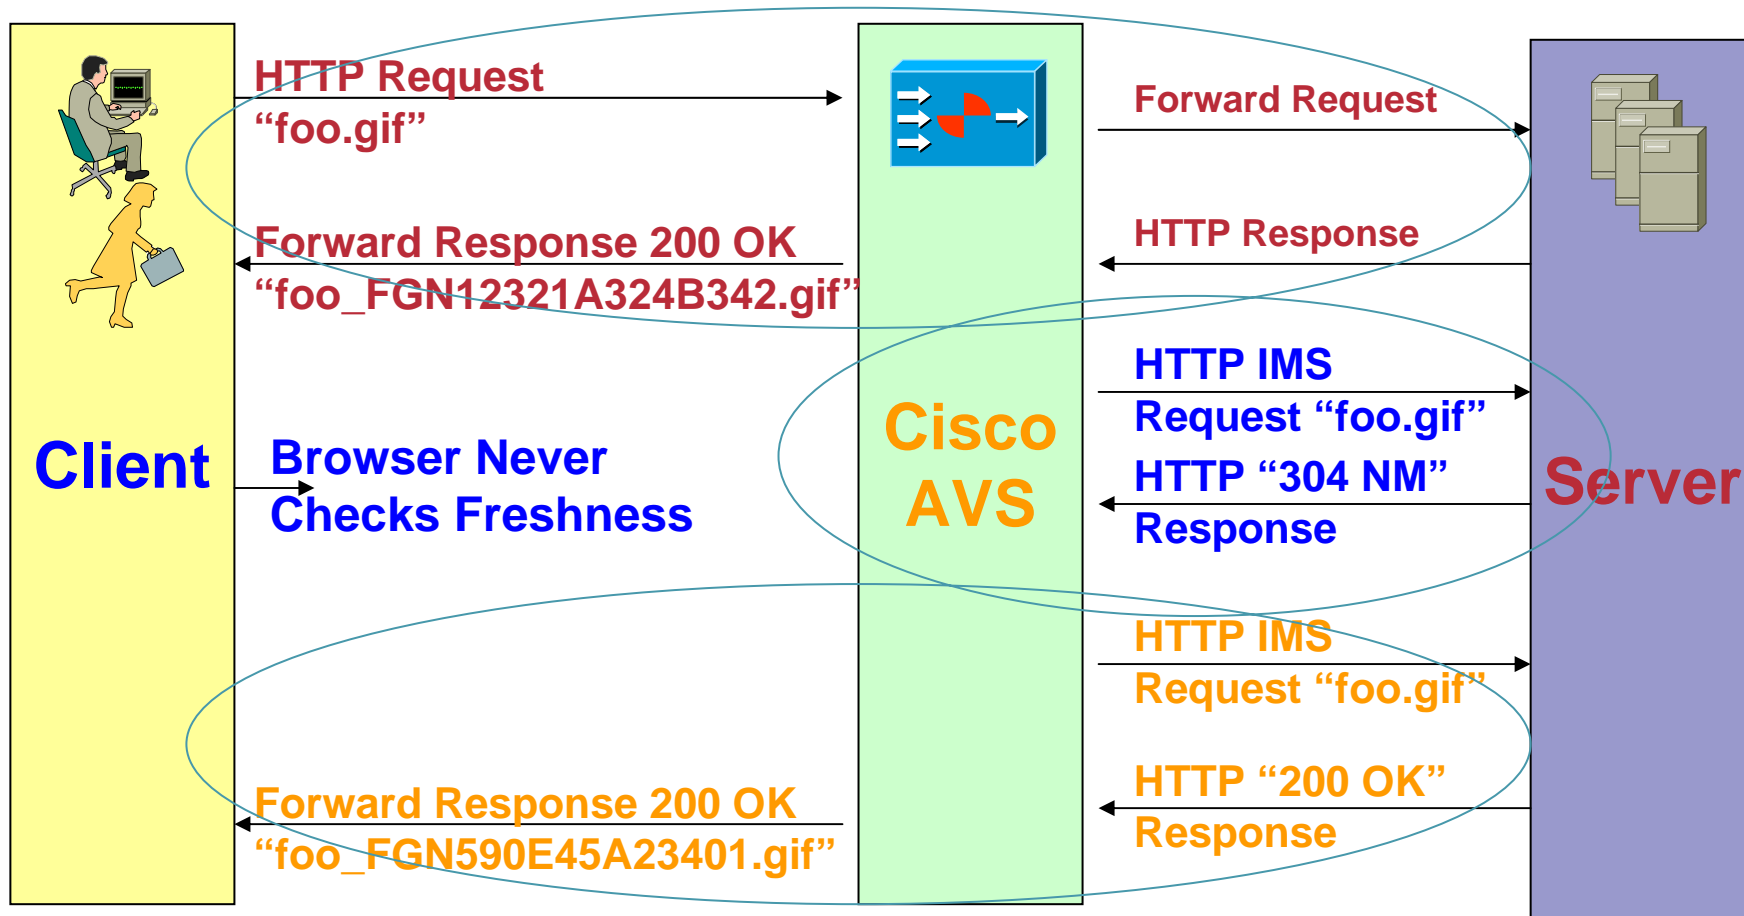 HTTP Request
“foo.gif”
Forward Request
Forward Response 200 OK
“foo_FGN12321A324B342.gif”
HTTP Response
HTTP IMS
Request “foo.gif”
Client
Browser Never
Checks Freshness
Cisco
AVS
HTTP “304 NM”
Response
Server
HTTP IMS
Request “foo.gif”
Forward Response 200 OK
“foo_FGN590E45A23401.gif”
HTTP “200 OK”
Response